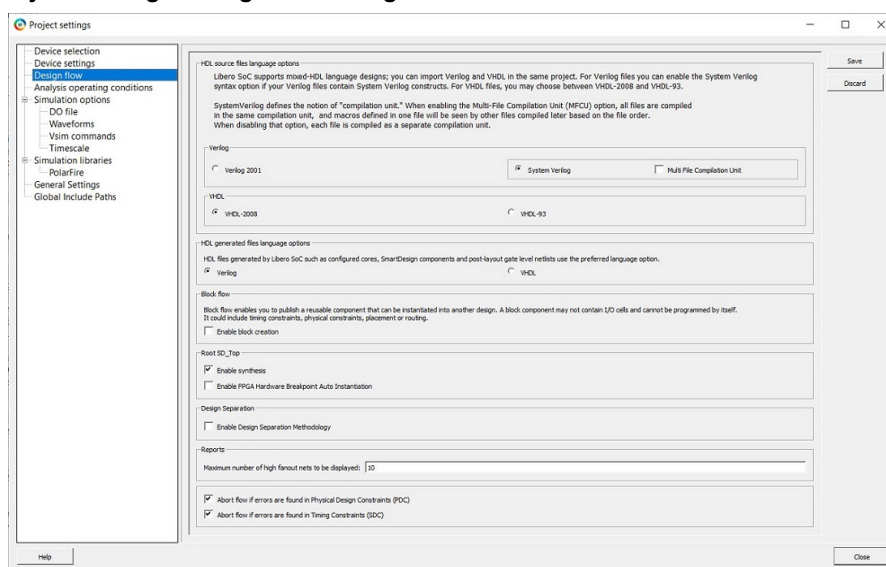 Project settings
Device selection
Device settings
Design flow
Analysis operating conditions
Simulation options
DO file
Waveforms
Vsim commands
Timescale
Simulation libraries
PolarFire
General Settings
Global Include Paths
HDL source files language options
Libero SoC supports mixed-HDL language designs; you can import Verilog and VHDL in the same project. For Verilog files you can enable the System Verilog
syntax option if your Verilog files contain System Verilog constructs. For VHDL files, you may choose between VHDL-2008 and VHDL-93.
SystemVerilog defines the notion of "compilation unit." When enabling the Multi-File Compilation Unit (MFCU) option, all files are compiled
in the same compilation unit, and macros defined in one file will be seen by other files compiled later based on the file order.
When disabling that option, each file is compiled as a separate compilation unit.
Verilog
Verilog 2001
System Verilog
Multi File Compilation Unit
VHDL
VHDL-2008
VHDL-93
HDL generated files language options
HDL files generated by Libero SoC such as configured cores, SmartDesign components and post-layout gate level netlists use the preferred language option.
Verilog
VHDL
Block flow
Block flow enables you to publish a reusable component that can be instantiated into another design. A block component may not contain I/O cells and cannot be programmed by itself.
It could include timing constraints, physical constraints, placement or routing.
Enable block creation
Root SD_Top
Enable synthesis
Enable FPGA Hardware Breakpoint Auto Instantiation
Design Separation
Enable Design Separation Methodology
Reports
Maximum number of high fanout nets to be displayed: 10
Abort flow if errors are found in Physical Design Constraints (PDC)
Abort flow if errors are found in Timing Constraints (SDC)
Save
Discard
Help
Close